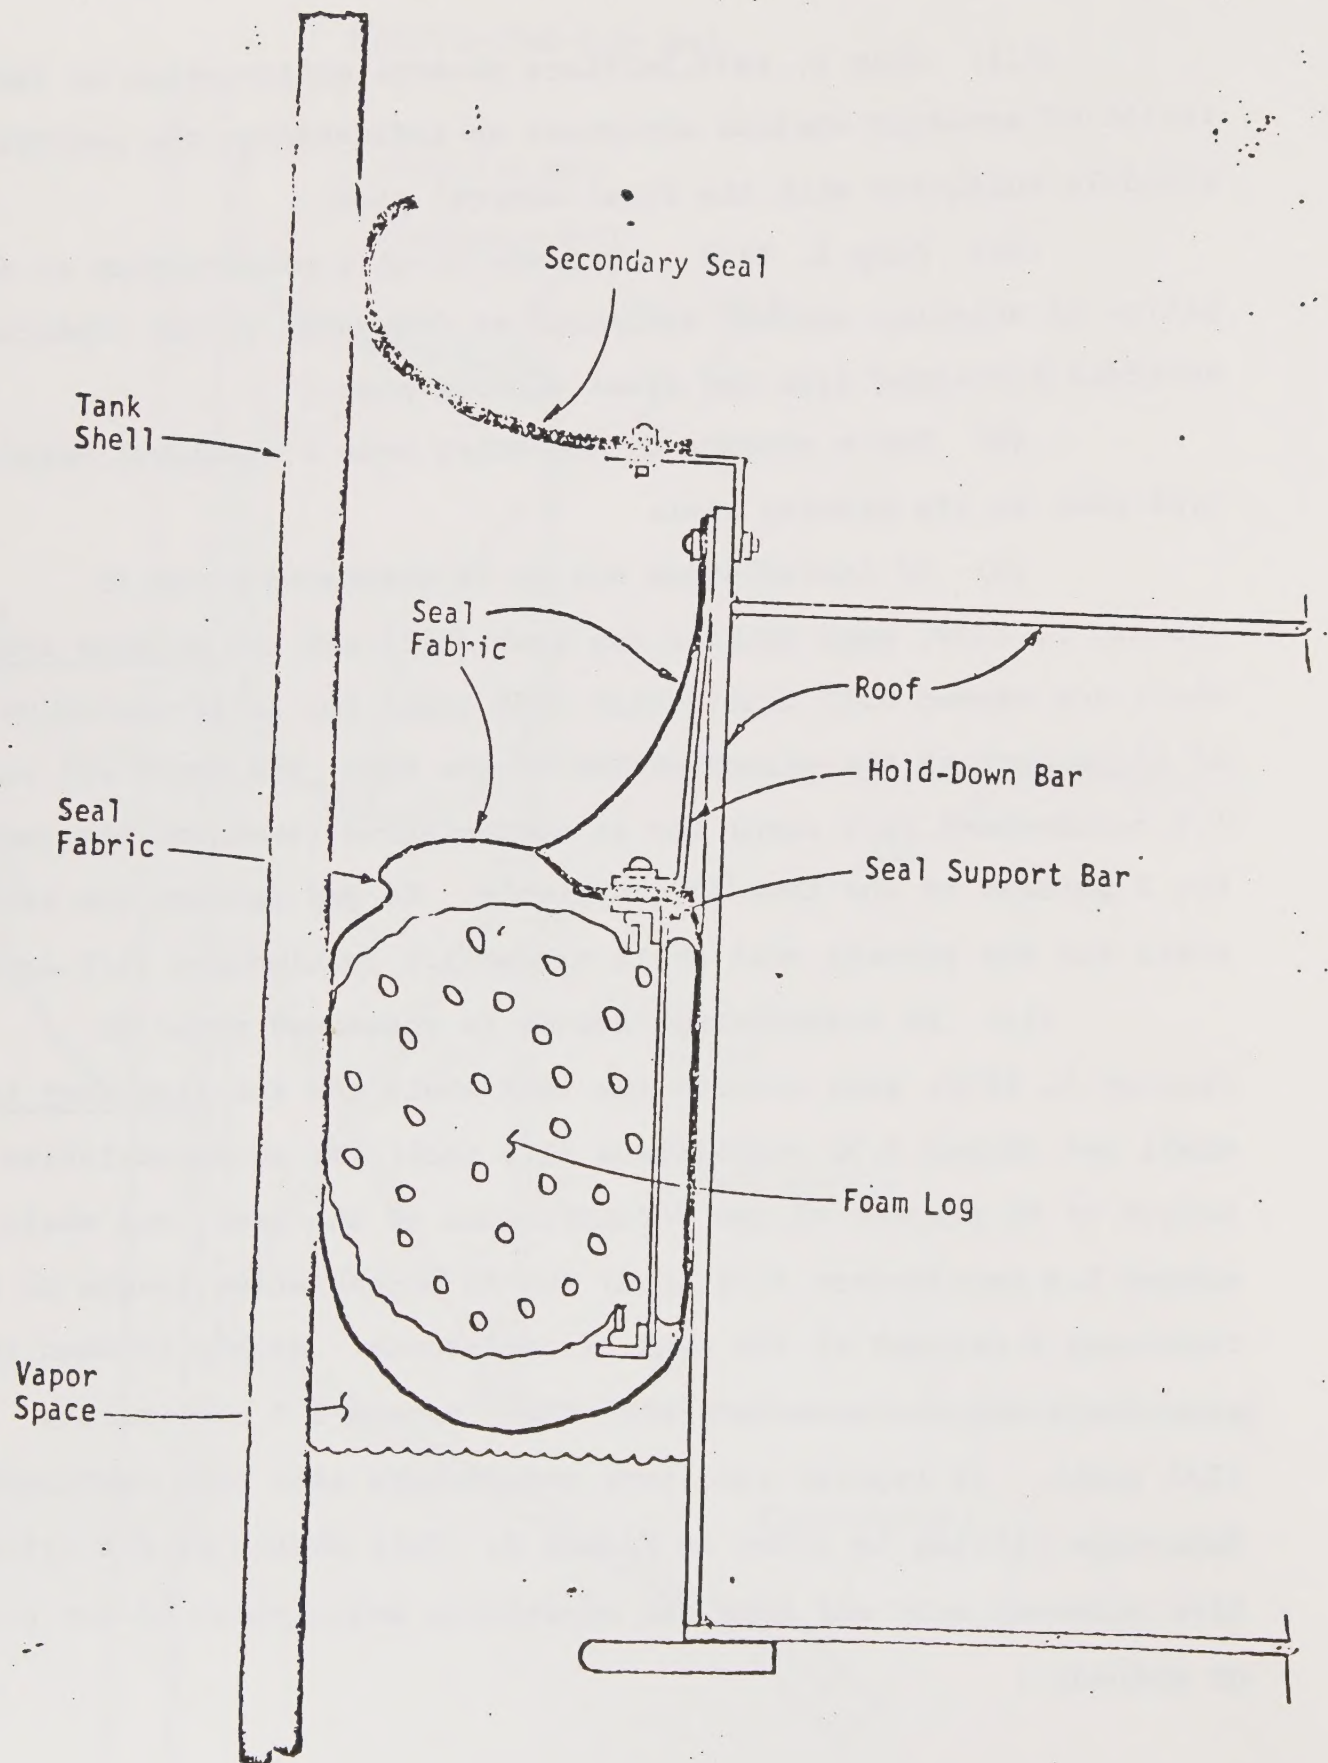 Secondary Seal
Tank
Shell
Seal
Fabric
Roof
Hold-Down Bar
Seal
Fabric
Seal Support Bar
Foam Log
Vapor
Space